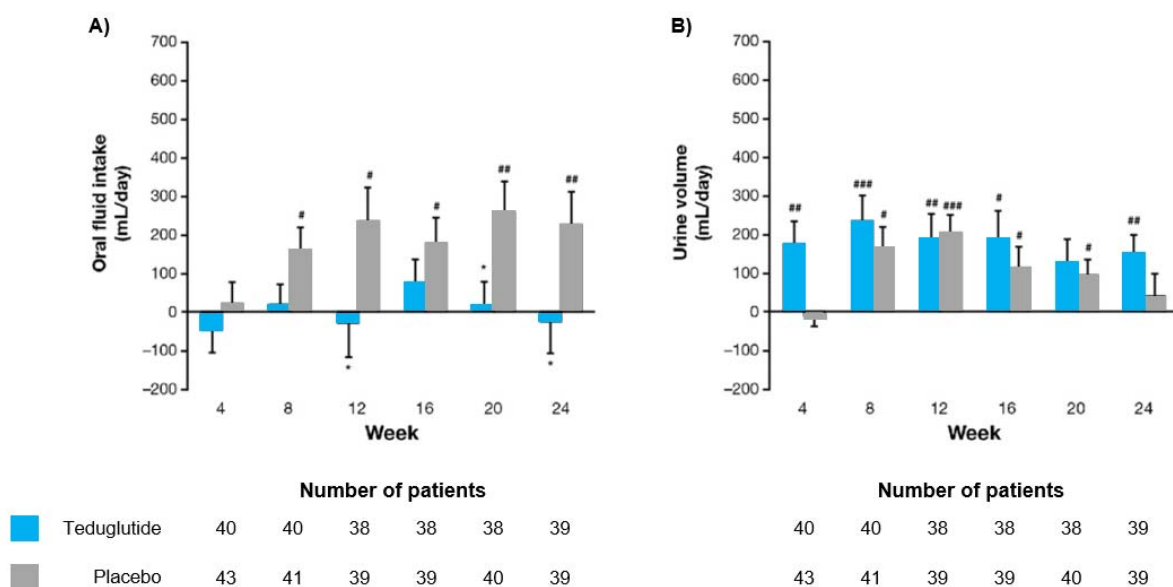 A)
700
600
500
400
300
200
100
0
−100
−200
Oral fluid intake
(mL/day)
#
#
#
##
##
*
*
*
4 8 12 16 20 24
Week
B)
700
600
500
400
300
200
100
0
−100
−200
Urine volume
(mL/day)
##
###
#
##
###
#
#
#
##
4 8 12 16 20 24
Week
Number of patients
Teduglutide 40 40 38 38 38 39
Placebo 43 41 39 39 40 39
Number of patients
40 40 38 38 38 39
43 41 39 39 40 39